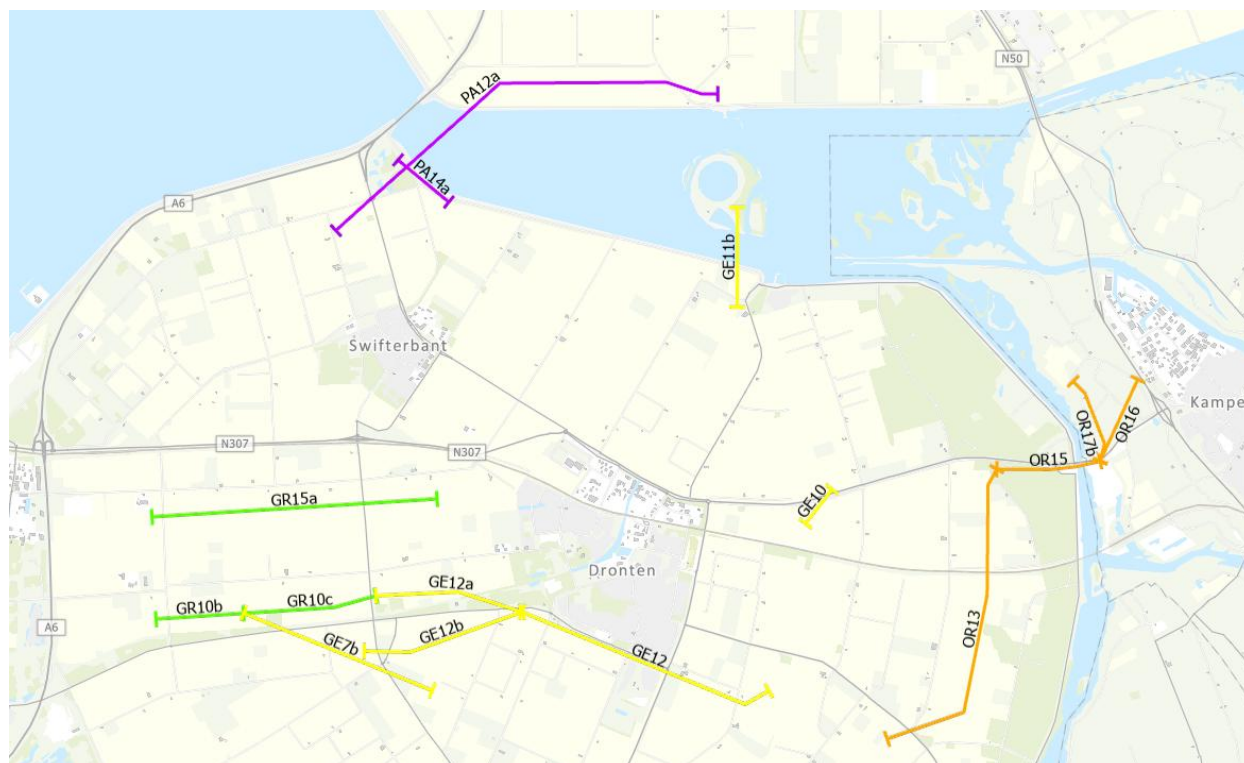 N50
PA12a
PA14a
A6
GE11b
Swifterbant
OR17b
OR16
Kampe
N307
N307
OR15
GR15a
GE10
Dronten
GE12a
GR10b
GR10c
GE12b
GE7b
GE12
OR13
A6